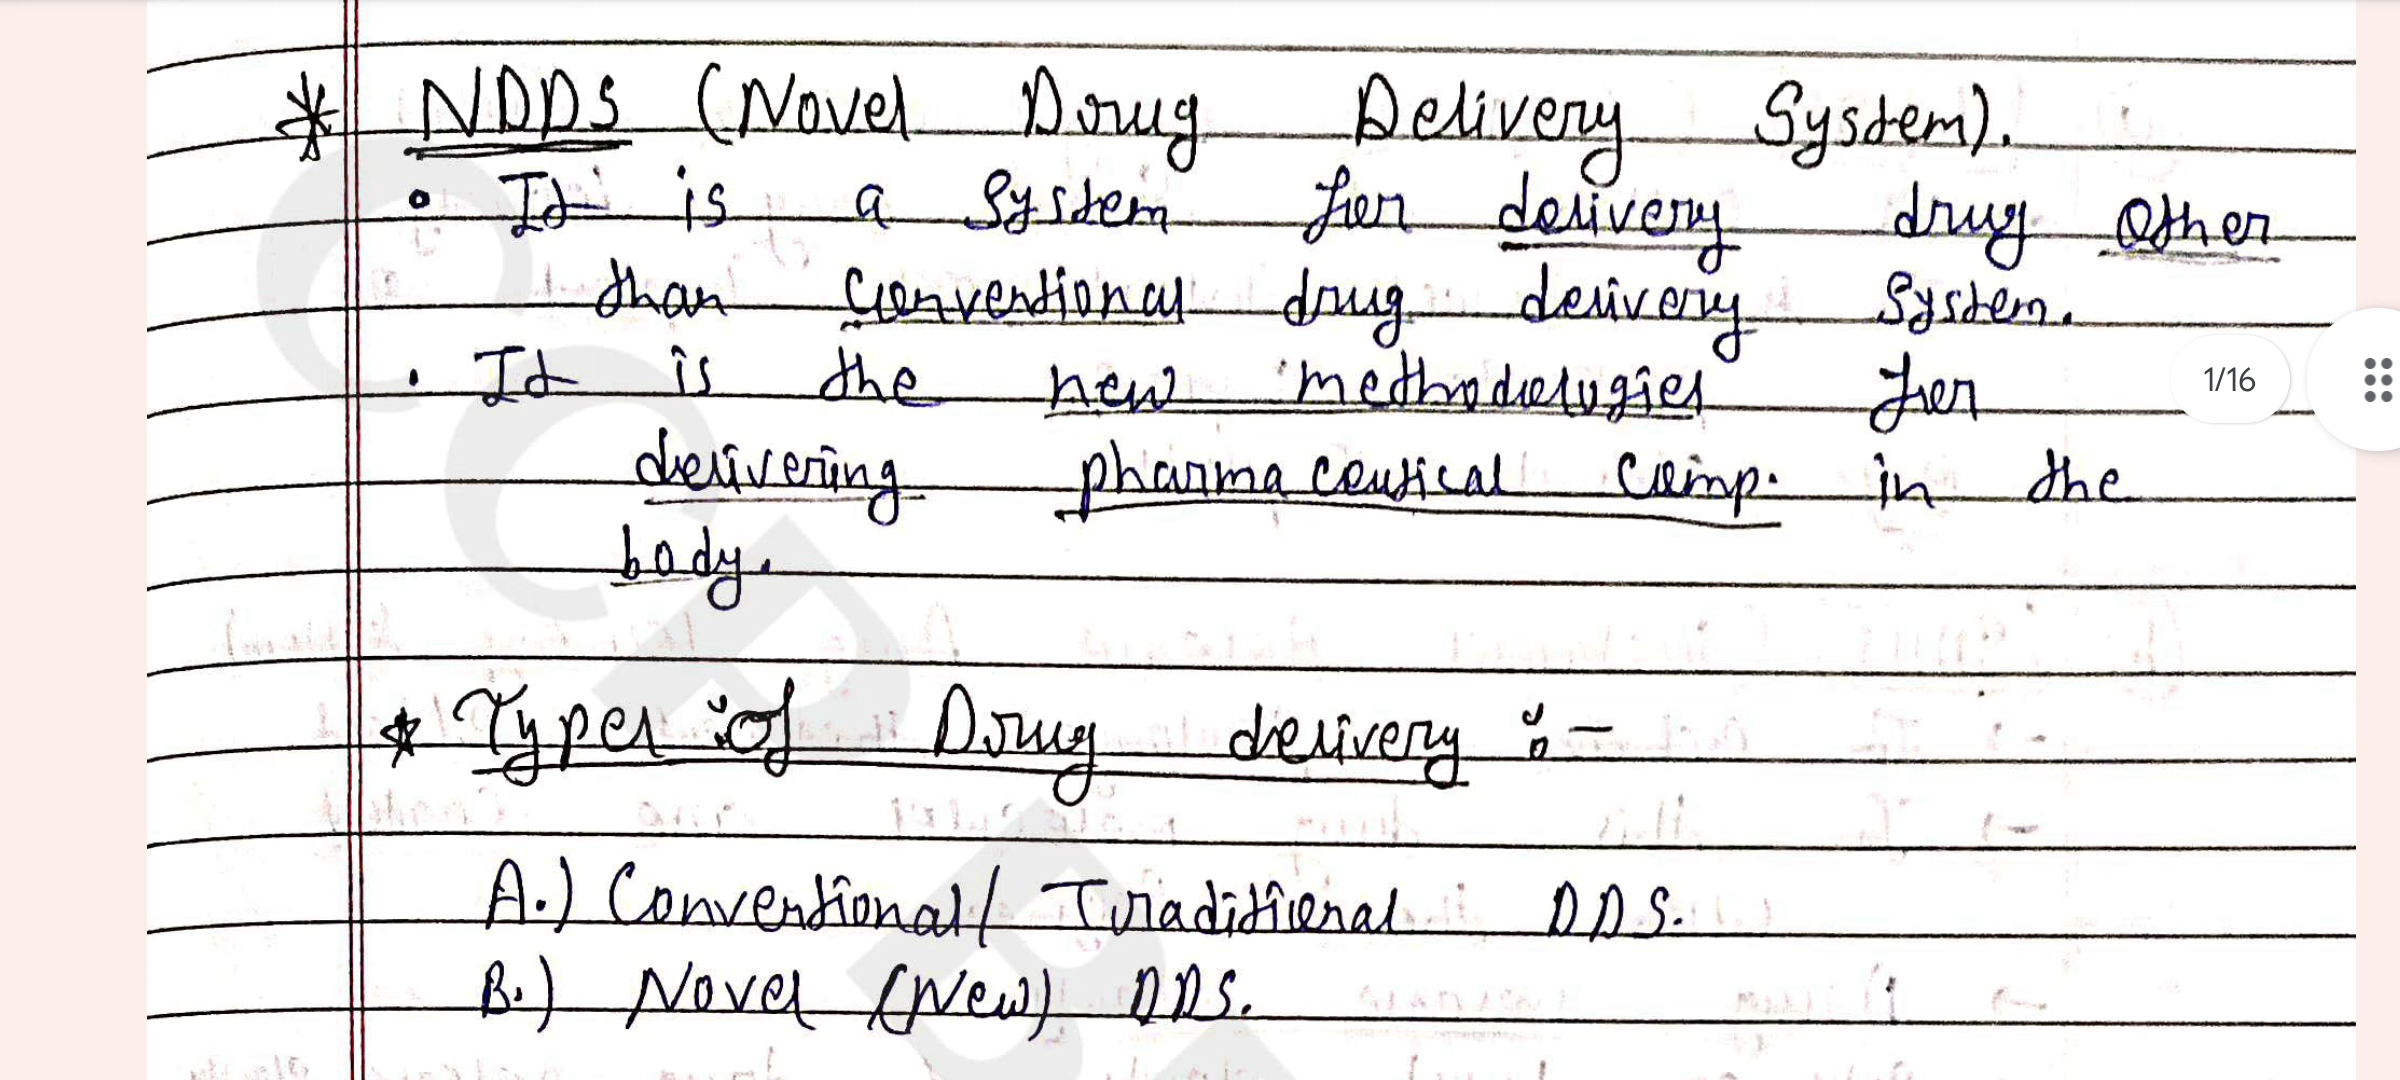 * NDDS (Novel Drug Delivery System).
• It is a System for delivery drug other
than conventional drug delivery System.
• It is the new methodologies for
delivering pharmaceutical comp. in the
body.
1/16
* Types of Drug delivery :-
A.) Conventional/ Traditional DDS.
B.) Novel (New) DDS.